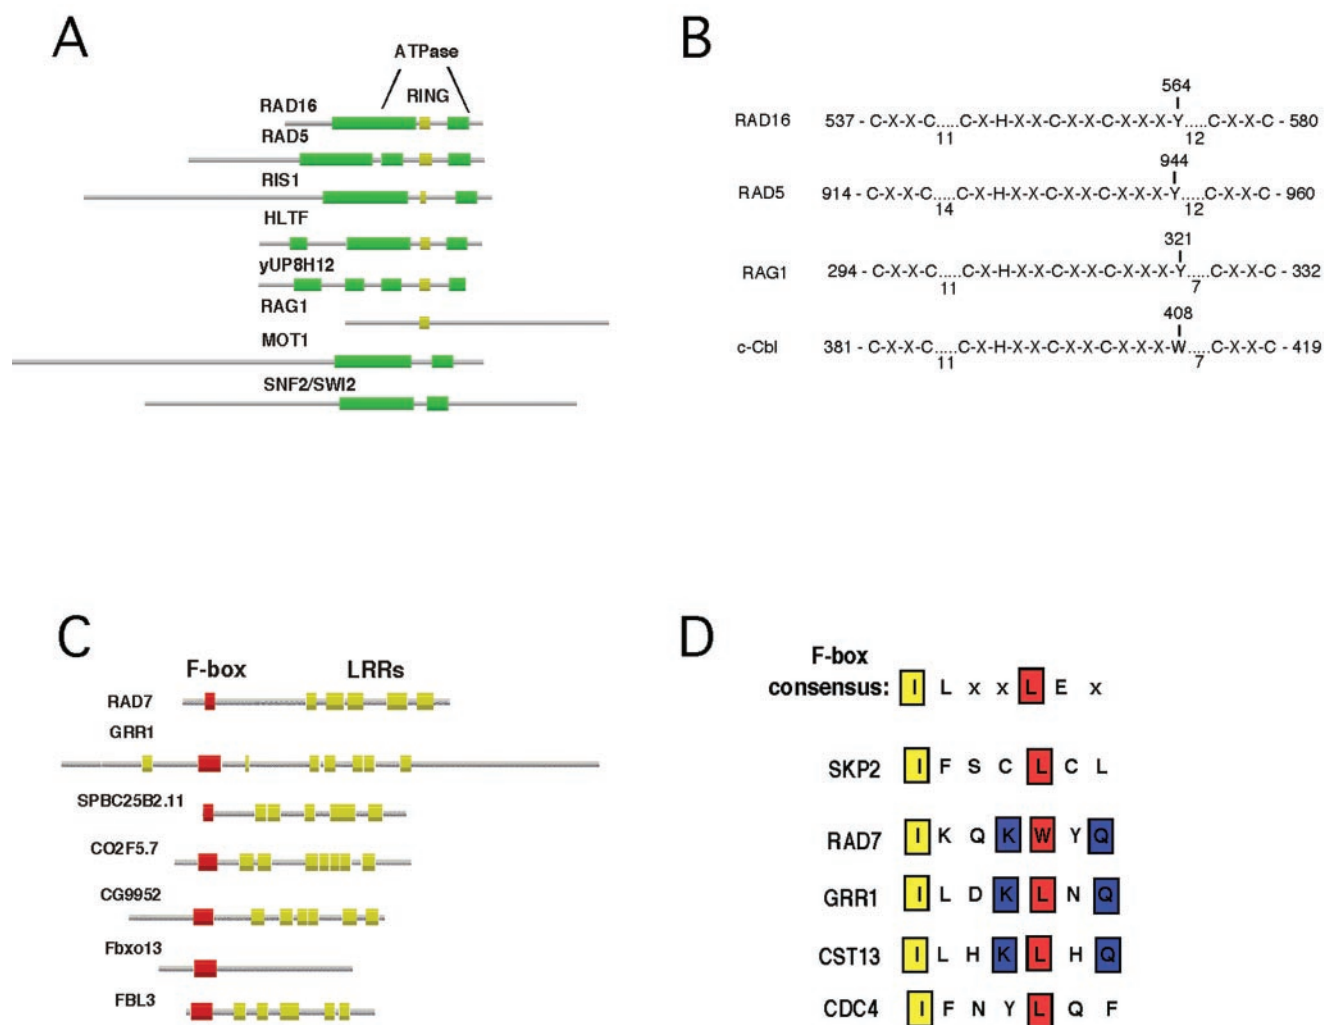 A
ATPase
RING
RAD16
RAD5
RIS1
HLTF
yUP8H12
RAG1
MOT1
SNF2/SWI2
B
564
RAD16 537 - C-X-X-C.....C-X-H-X-X-C-X-X-C-X-X-X-Y.....C-X-X-C - 580
11 12
944
RAD5 914 - C-X-X-C.....C-X-H-X-X-C-X-X-C-X-X-X-Y.....C-X-X-C - 960
14 12
321
RAG1 294 - C-X-X-C.....C-X-H-X-X-C-X-X-C-X-X-X-Y.....C-X-X-C - 332
11 7
408
c-Cbl 381 - C-X-X-C.....C-X-H-X-X-C-X-X-C-X-X-X-W.....C-X-X-C - 419
11 7
C
F-box LRRs
RAD7
GRR1
SPBC25B2.11
CO2F5.7
CG9952
Fbxo13
FBL3
D
F-box
consensus: I L x x L E x
SKP2 I F S C L C L
RAD7 I K Q K W Y Q
GRR1 I L D K L N Q
CST13 I L H K L H Q
CDC4 I F N Y L Q F